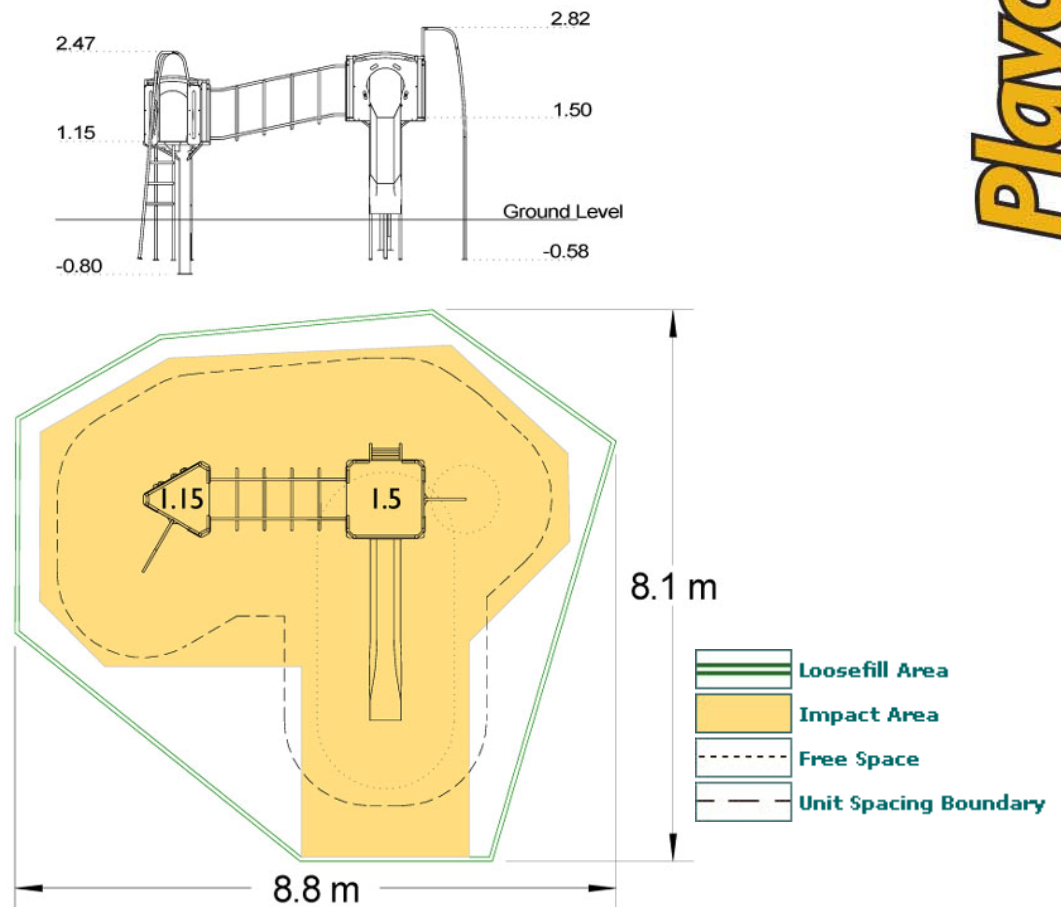 2.82
2.47
1.50
1.15
Ground Level
-0.58
-0.80
1.15
1.5
8.1 m
Loosefill Area
Impact Area
Free Space
Unit Spacing Boundary
8.8 m